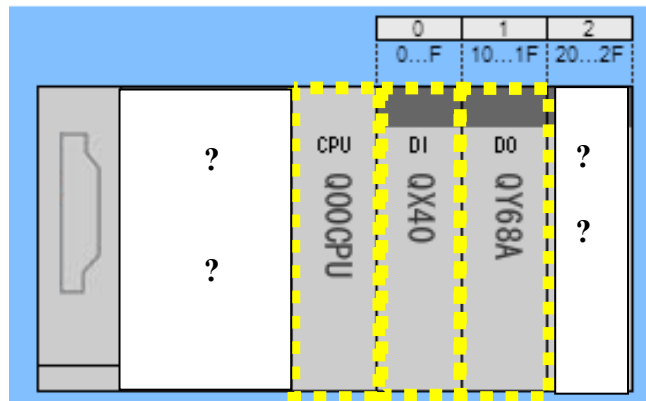 0 1 2
0...F 10...1F 20...2F
CPU DI DO
? Q00CPU QX40 QY68A ?
? ?